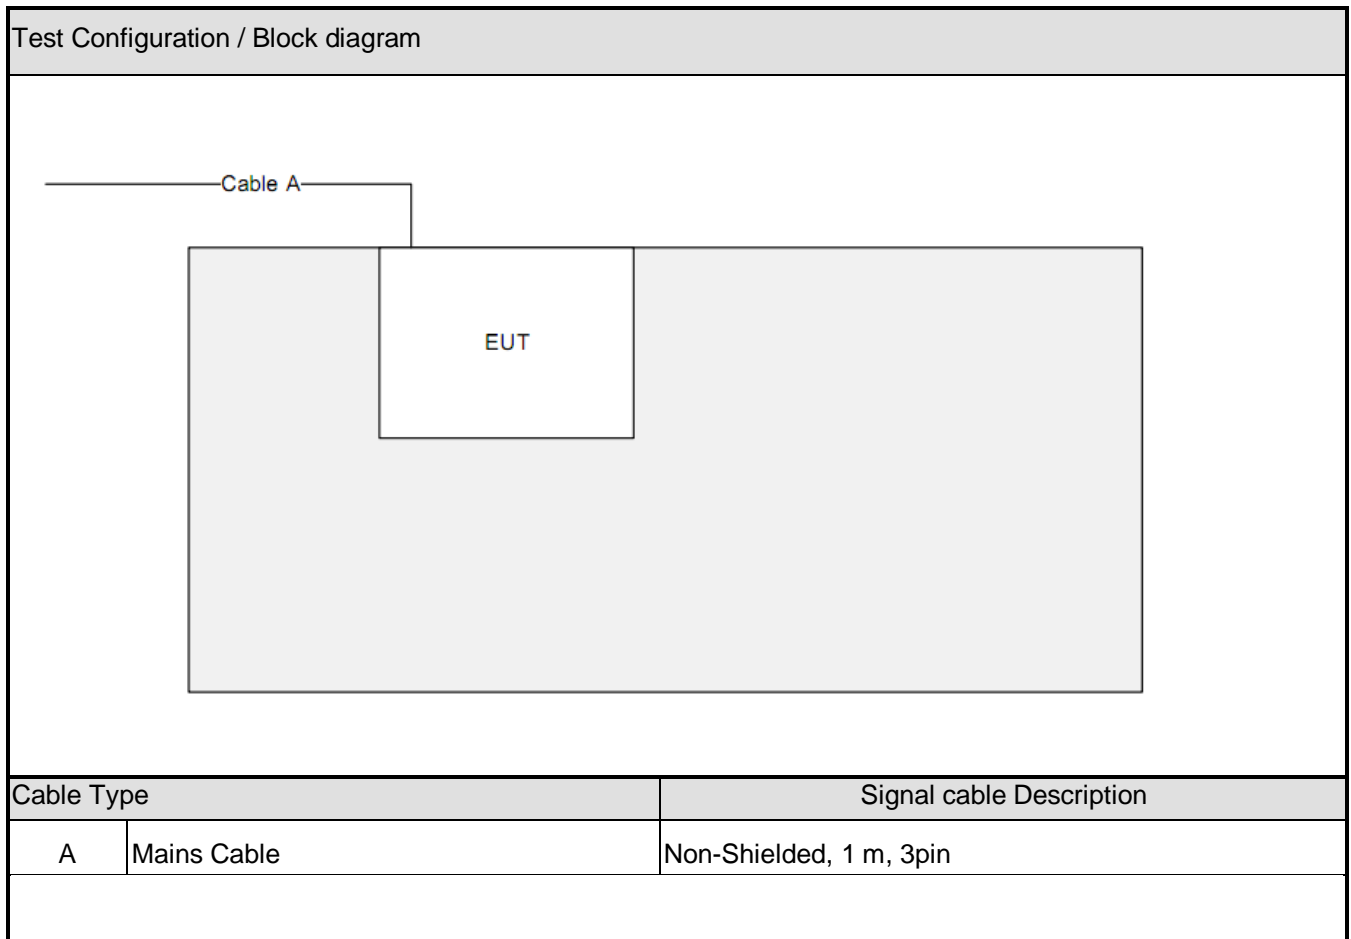 Test Configuration / Block diagram
Cable A
EUT
Cable Type Signal cable Description
A Mains Cable Non-Shielded, 1 m, 3pin